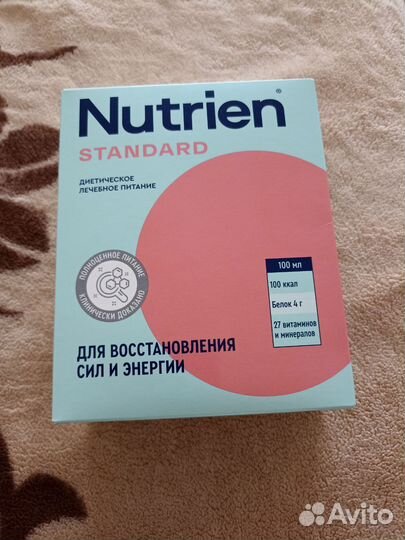 Nutrien®
STANDARD
ДИЕТИЧЕСКОЕ
ЛЕЧЕБНОЕ ПИТАНИЕ
ПОЛНОЦЕННОЕ ПИТАНИЕ
КЛИНИЧЕСКИ ДОКАЗАНО
100 мл
100 ккал
Белок 4 г
27 витаминов
и минералов
ДЛЯ ВОССТАНОВЛЕНИЯ
СИЛ И ЭНЕРГИИ
Avito